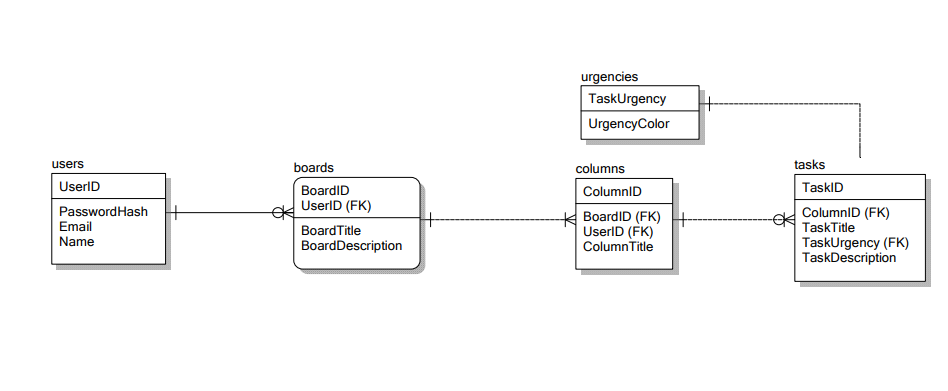 urgencies
TaskUrgency
UrgencyColor
users
UserID
PasswordHash
Email
Name
boards
BoardID
UserID (FK)
BoardTitle
BoardDescription
columns
ColumnID
BoardID (FK)
UserID (FK)
ColumnTitle
tasks
TaskID
ColumnID (FK)
TaskTitle
TaskUrgency (FK)
TaskDescription